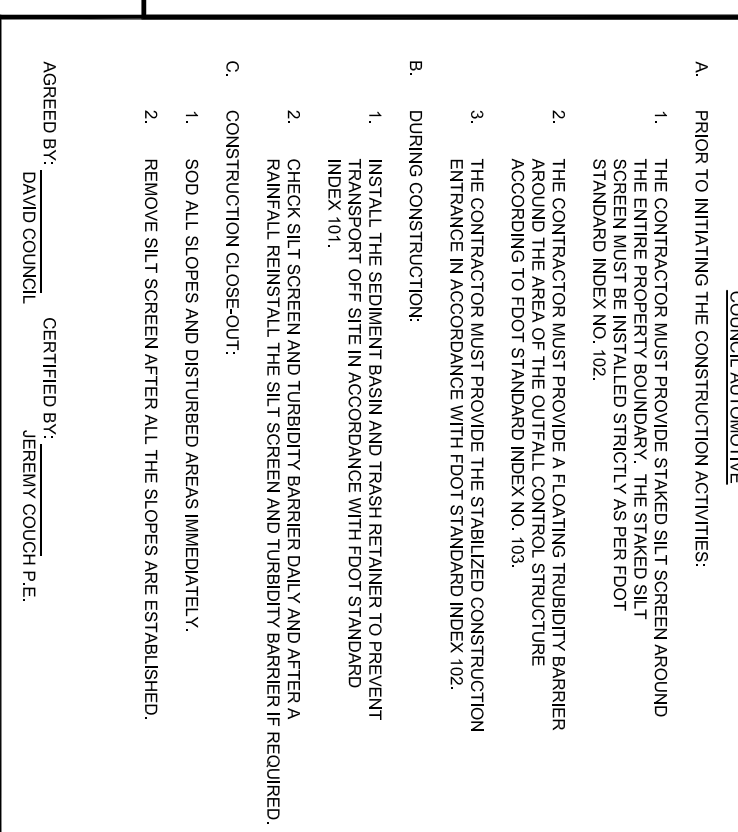 COUNCIL AUTOMOTIVE
A. PRIOR TO INITIATING THE CONSTRUCTION ACTIVITIES:
1. THE CONTRACTOR MUST PROVIDE STAKED SILT SCREEN AROUND
THE ENTIRE PROPERTY BOUNDARY. THE STAKED SILT
SCREEN MUST BE INSTALLED STRICTLY AS PER FDOT
STANDARD INDEX NO. 102.
2. THE CONTRACTOR MUST PROVIDE A FLOATING TRUBIDITY BARRIER
AROUND THE AREA OF THE OUTFALL CONTROL STRUCTURE
ACCORDING TO FDOT STANDARD INDEX NO. 103.
3. THE CONTRACTOR MUST PROVIDE THE STABILIZED CONSTRUCTION
ENTRANCE IN ACCORDANCE WITH FDOT STANDARD INDEX 102.
B. DURING CONSTRUCTION:
1. INSTALL THE SEDIMENT BASIN AND TRASH RETAINER TO PREVENT
TRANSPORT OFF SITE IN ACCORDANCE WITH FDOT STANDARD
INDEX 101.
2. CHECK SILT SCREEN AND TURBIDITY BARRIER DAILY AND AFTER A
RAINFALL REINSTALL THE SILT SCREEN AND TURBIDITY BARRIER IF REQUIRED.
C. CONSTRUCTION CLOSE-OUT:
1. SOD ALL SLOPES AND DISTURBED AREAS IMMEDIATELY.
2. REMOVE SILT SCREEN AFTER ALL THE SLOPES ARE ESTABLISHED.
AGREED BY: CERTIFIED BY:
DAVID COUNCIL JEREMY COUCH P.E.